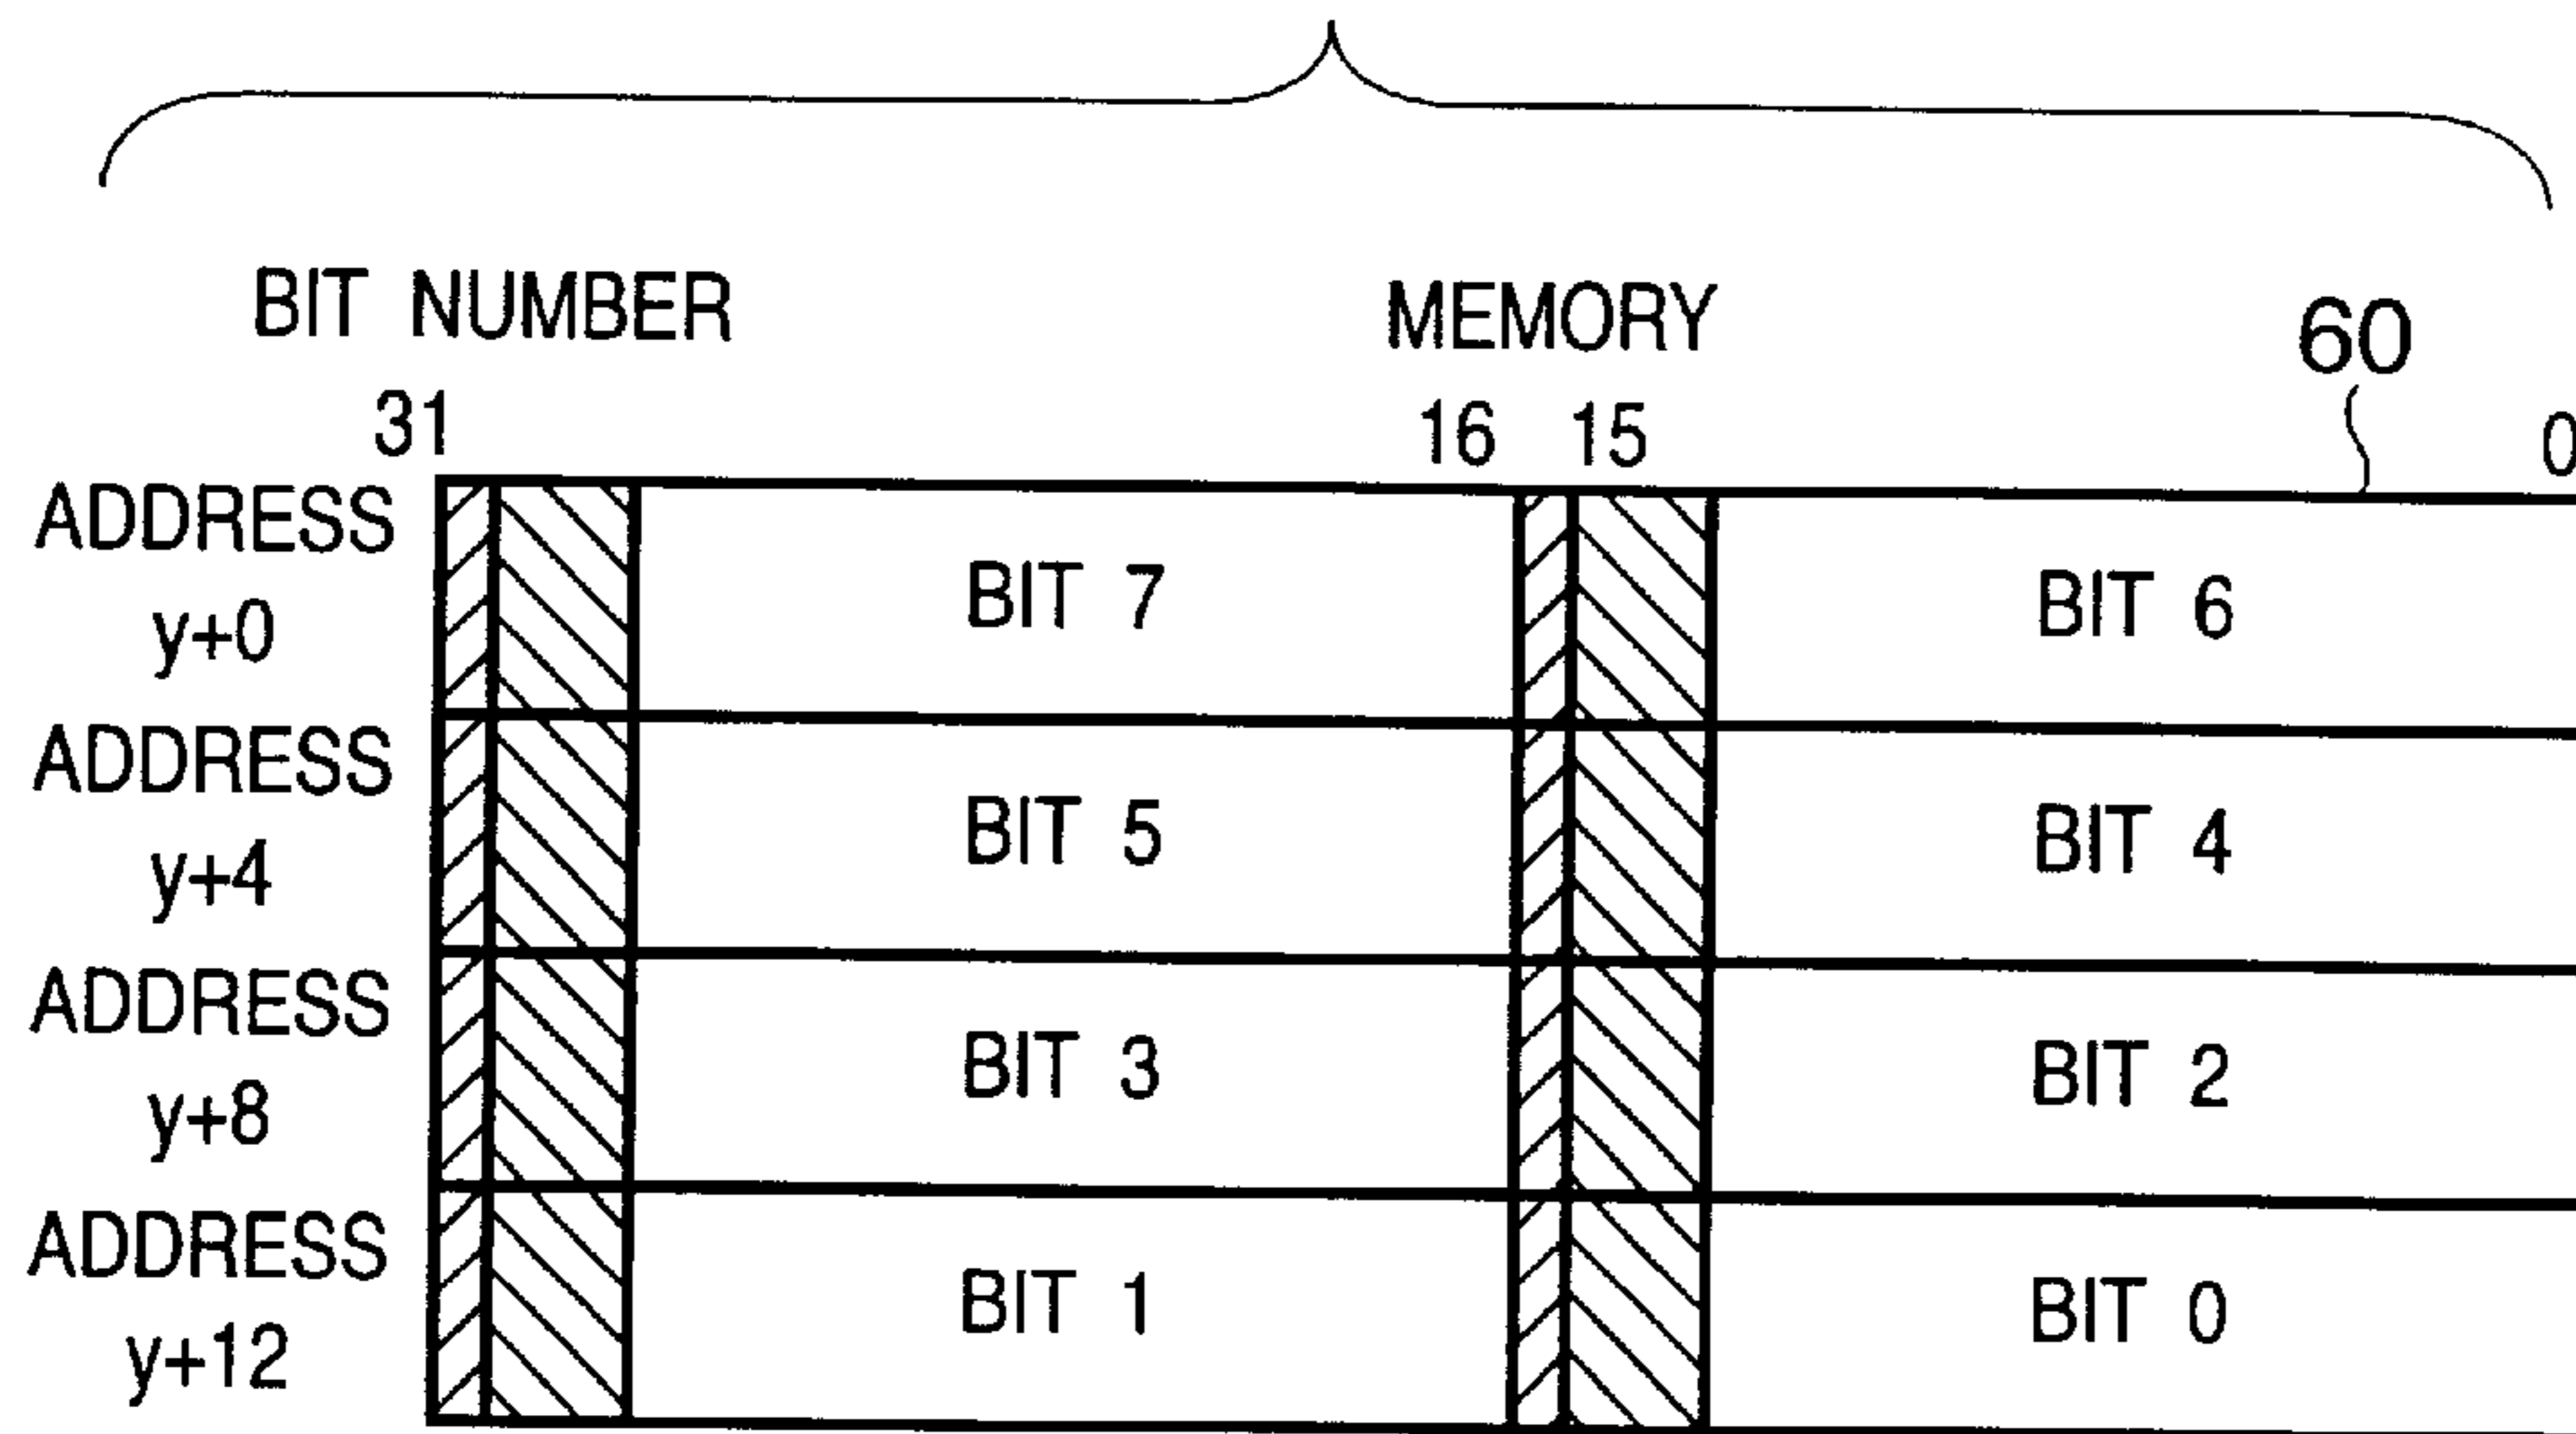 BIT NUMBER MEMORY 60
31 16 15 0
ADDRESS
y+0 BIT 7 BIT 6
ADDRESS
y+4 BIT 5 BIT 4
ADDRESS
y+8 BIT 3 BIT 2
ADDRESS
y+12 BIT 1 BIT 0